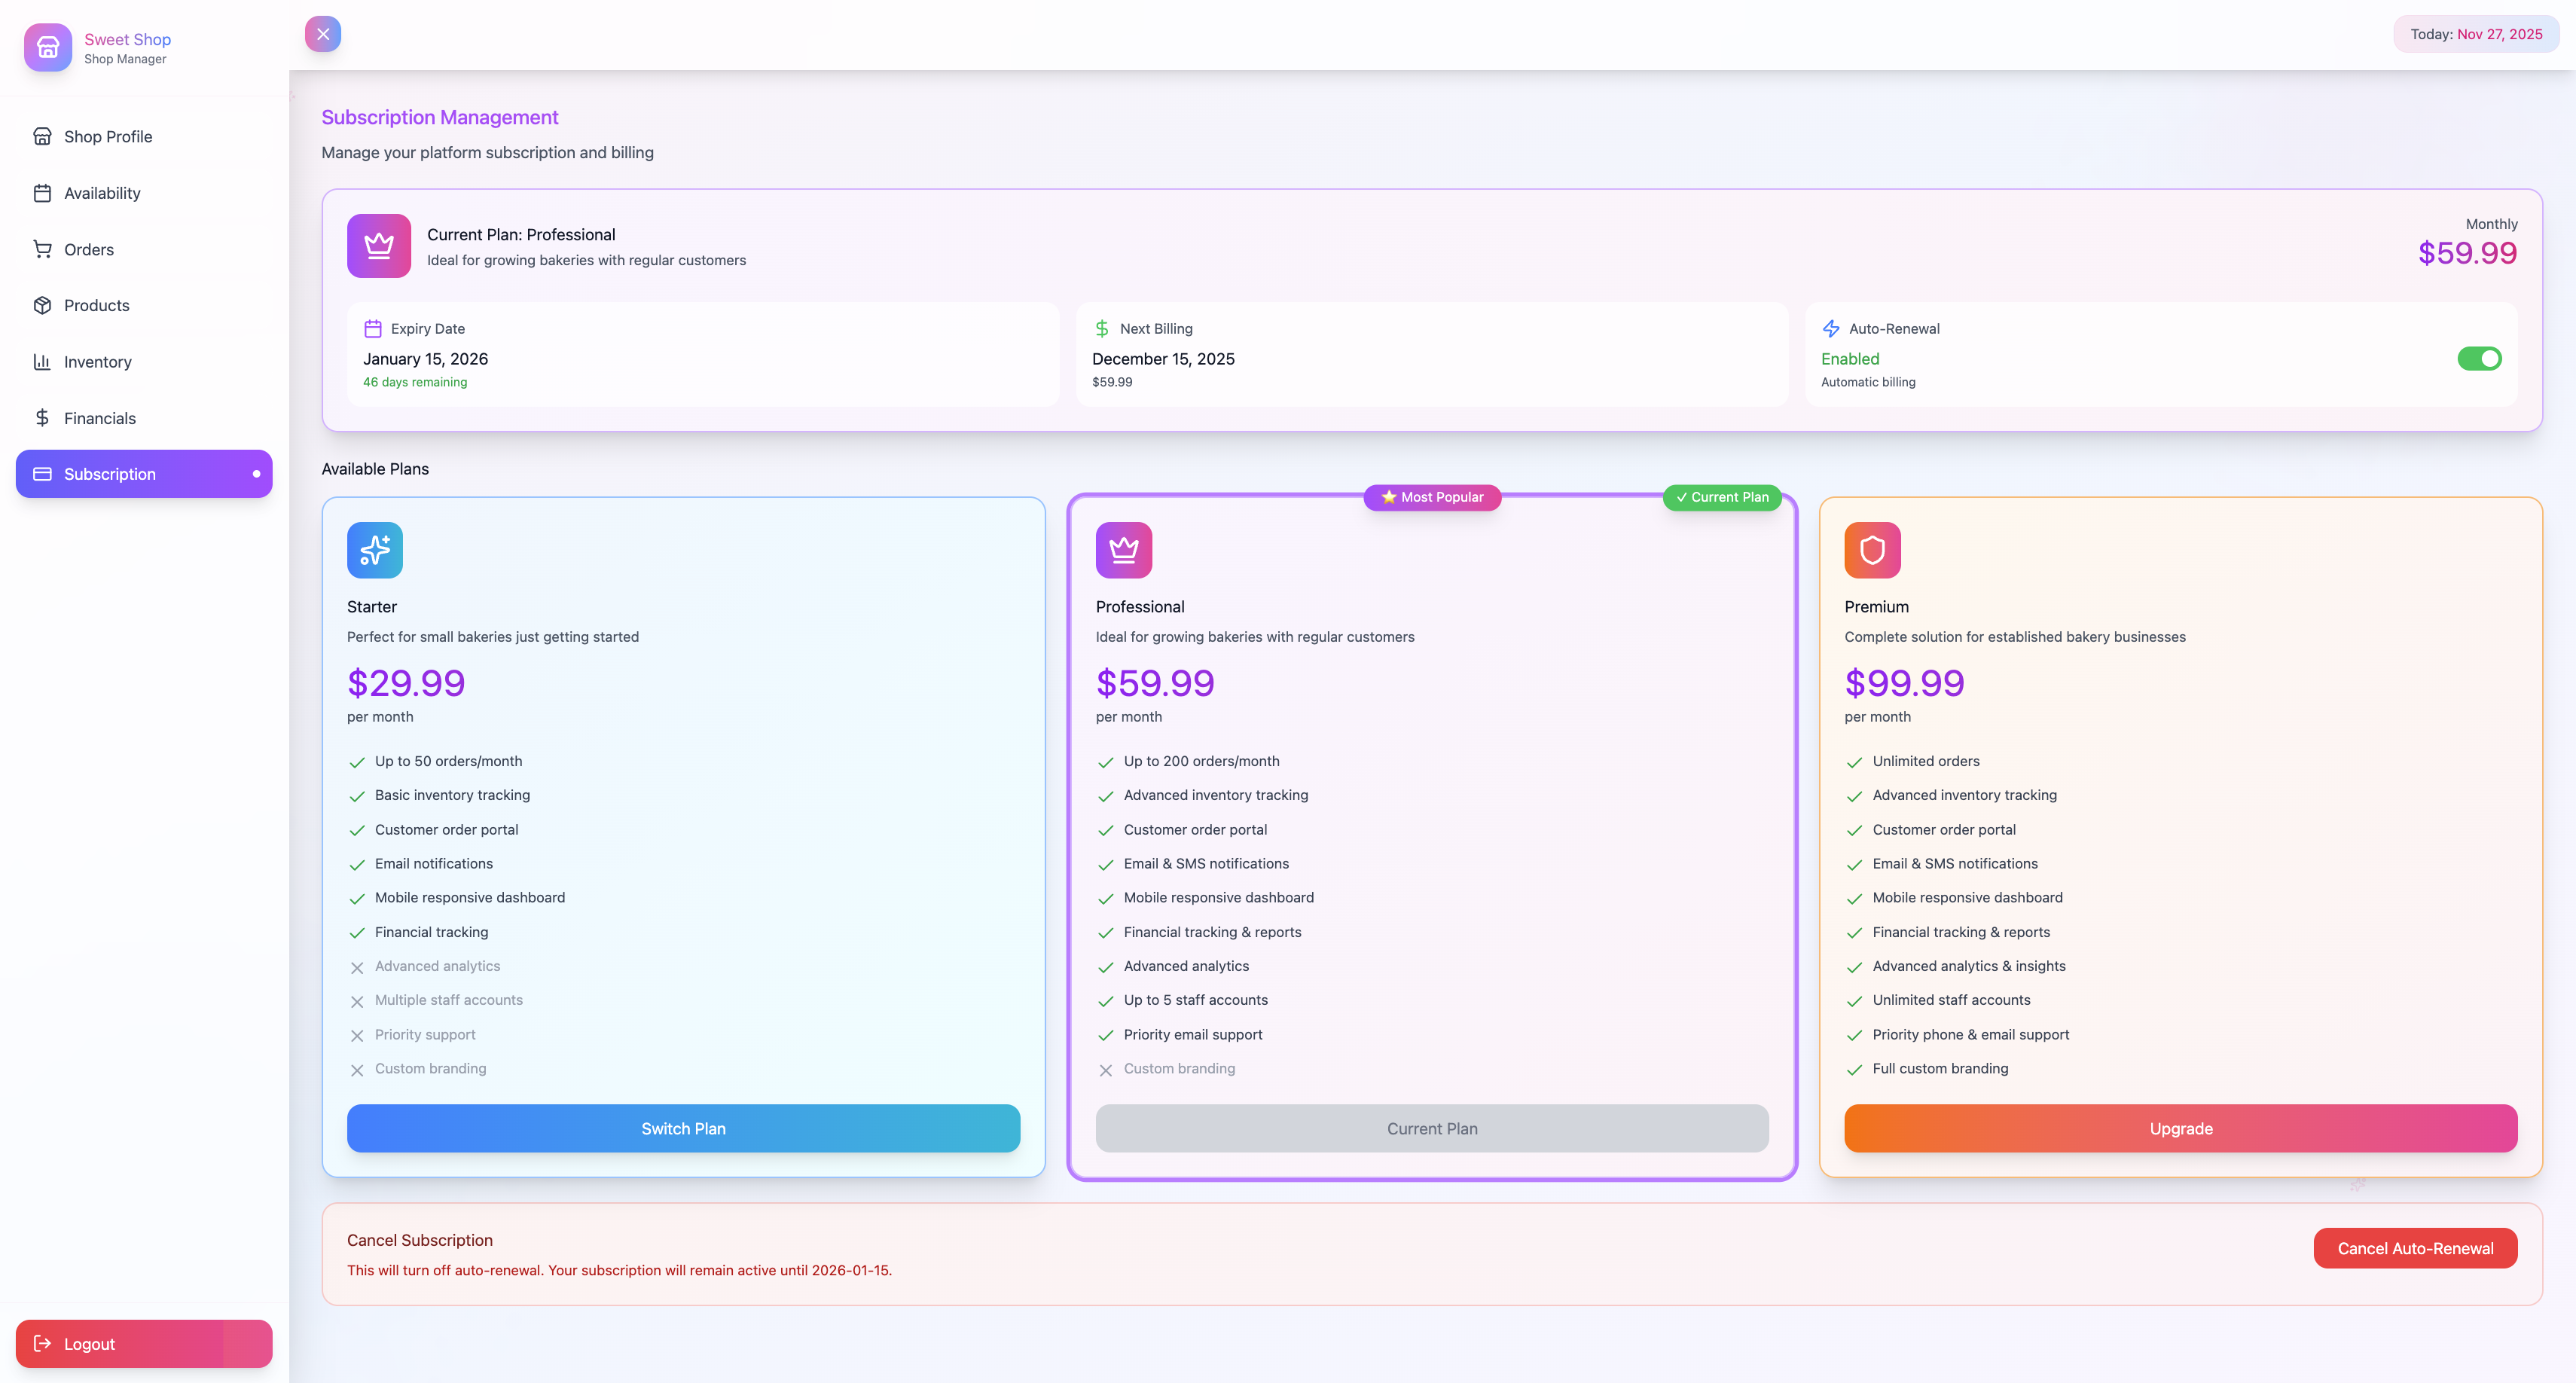 Sweet Shop
Shop Manager
Shop Profile
Availability
Orders
Products
Inventory
Financials
Subscription
Logout
Today: Nov 27, 2025
Subscription Management
Manage your platform subscription and billing
Current Plan: Professional
Ideal for growing bakeries with regular customers
Monthly
$59.99
Expiry Date
January 15, 2026
46 days remaining
Next Billing
December 15, 2025
$59.99
Auto-Renewal
Enabled
Automatic billing
Available Plans
Starter
Perfect for small bakeries just getting started
$29.99
per month
Up to 50 orders/month
Basic inventory tracking
Customer order portal
Email notifications
Mobile responsive dashboard
Financial tracking
Advanced analytics
Multiple staff accounts
Priority support
Custom branding
Switch Plan
⭐ Most Popular
✓ Current Plan
Professional
Ideal for growing bakeries with regular customers
$59.99
per month
Up to 200 orders/month
Advanced inventory tracking
Customer order portal
Email & SMS notifications
Mobile responsive dashboard
Financial tracking & reports
Advanced analytics
Up to 5 staff accounts
Priority email support
Custom branding
Current Plan
Premium
Complete solution for established bakery businesses
$99.99
per month
Unlimited orders
Advanced inventory tracking
Customer order portal
Email & SMS notifications
Mobile responsive dashboard
Financial tracking & reports
Advanced analytics & insights
Unlimited staff accounts
Priority phone & email support
Full custom branding
Upgrade
Cancel Subscription
This will turn off auto-renewal. Your subscription will remain active until 2026-01-15.
Cancel Auto-Renewal